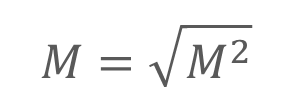 M = √M²